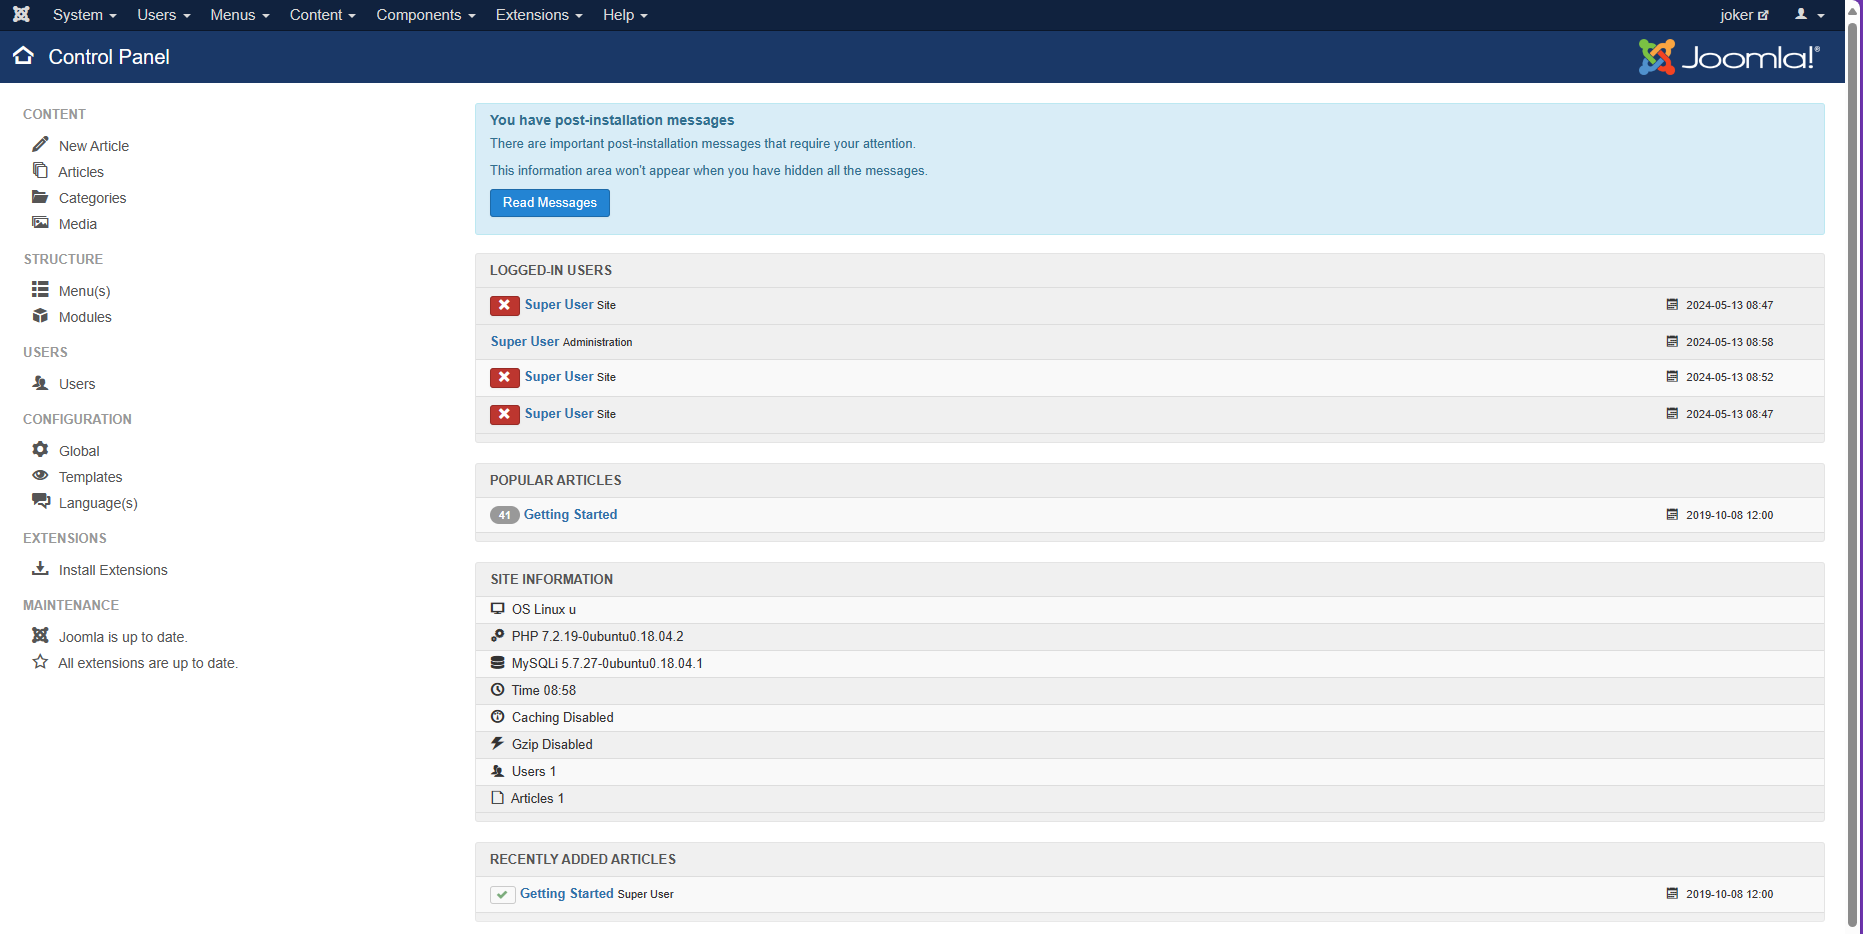 System Users Menus Content Components Extensions Help joker
Control Panel
Joomla!®
CONTENT
New Article
Articles
Categories
Media
STRUCTURE
Menu(s)
Modules
USERS
Users
CONFIGURATION
Global
Templates
Language(s)
EXTENSIONS
Install Extensions
MAINTENANCE
Joomla is up to date.
All extensions are up to date.
You have post-installation messages
There are important post-installation messages that require your attention.
This information area won't appear when you have hidden all the messages.
Read Messages
LOGGED-IN USERS
Super User Site 2024-05-13 08:47
Super User Administration 2024-05-13 08:58
Super User Site 2024-05-13 08:52
Super User Site 2024-05-13 08:47
POPULAR ARTICLES
41 Getting Started 2019-10-08 12:00
SITE INFORMATION
OS Linux u
PHP 7.2.19-0ubuntu0.18.04.2
MySQLi 5.7.27-0ubuntu0.18.04.1
Time 08:58
Caching Disabled
Gzip Disabled
Users 1
Articles 1
RECENTLY ADDED ARTICLES
Getting Started Super User 2019-10-08 12:00